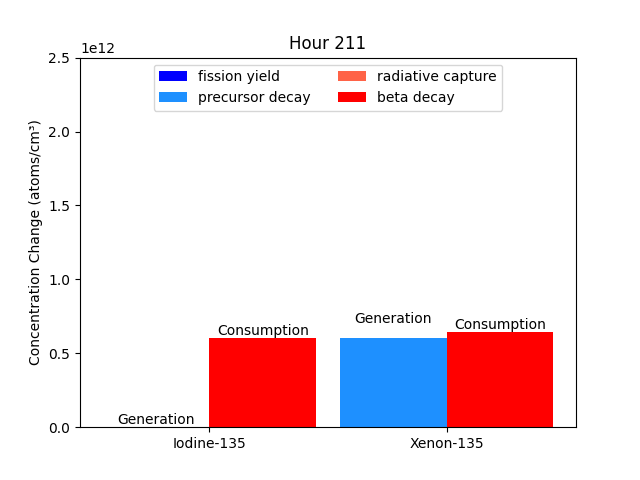 Hour 211
1e12
2.5
2.0
1.5
1.0
0.5
0.0
Concentration Change (atoms/cm³)
fission yield
precursor decay
radiative capture
beta decay
Generation
Consumption
Generation
Consumption
Iodine-135
Xenon-135